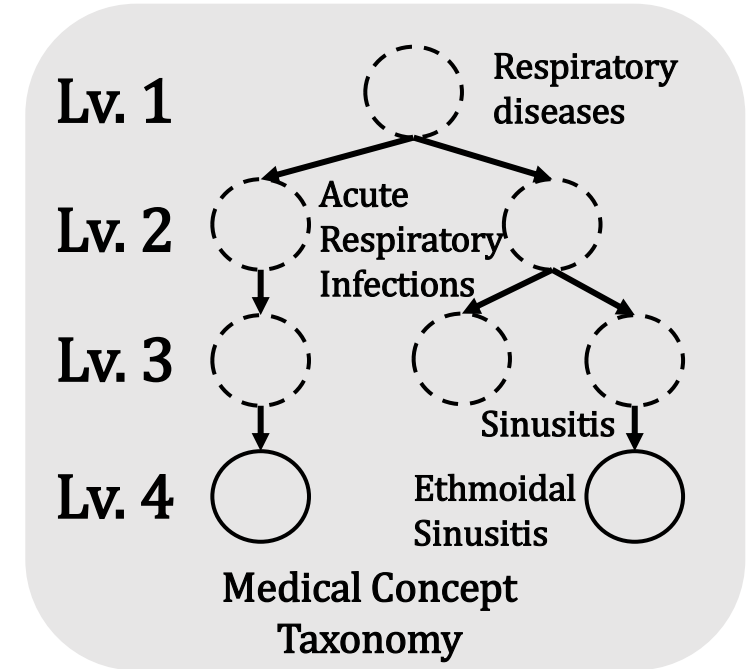 Lv. 1
Respiratory
diseases
Lv. 2
Acute
Respiratory
Infections
Lv. 3
Sinusitis
Lv. 4
Ethmoidal
Sinusitis
Medical Concept
Taxonomy